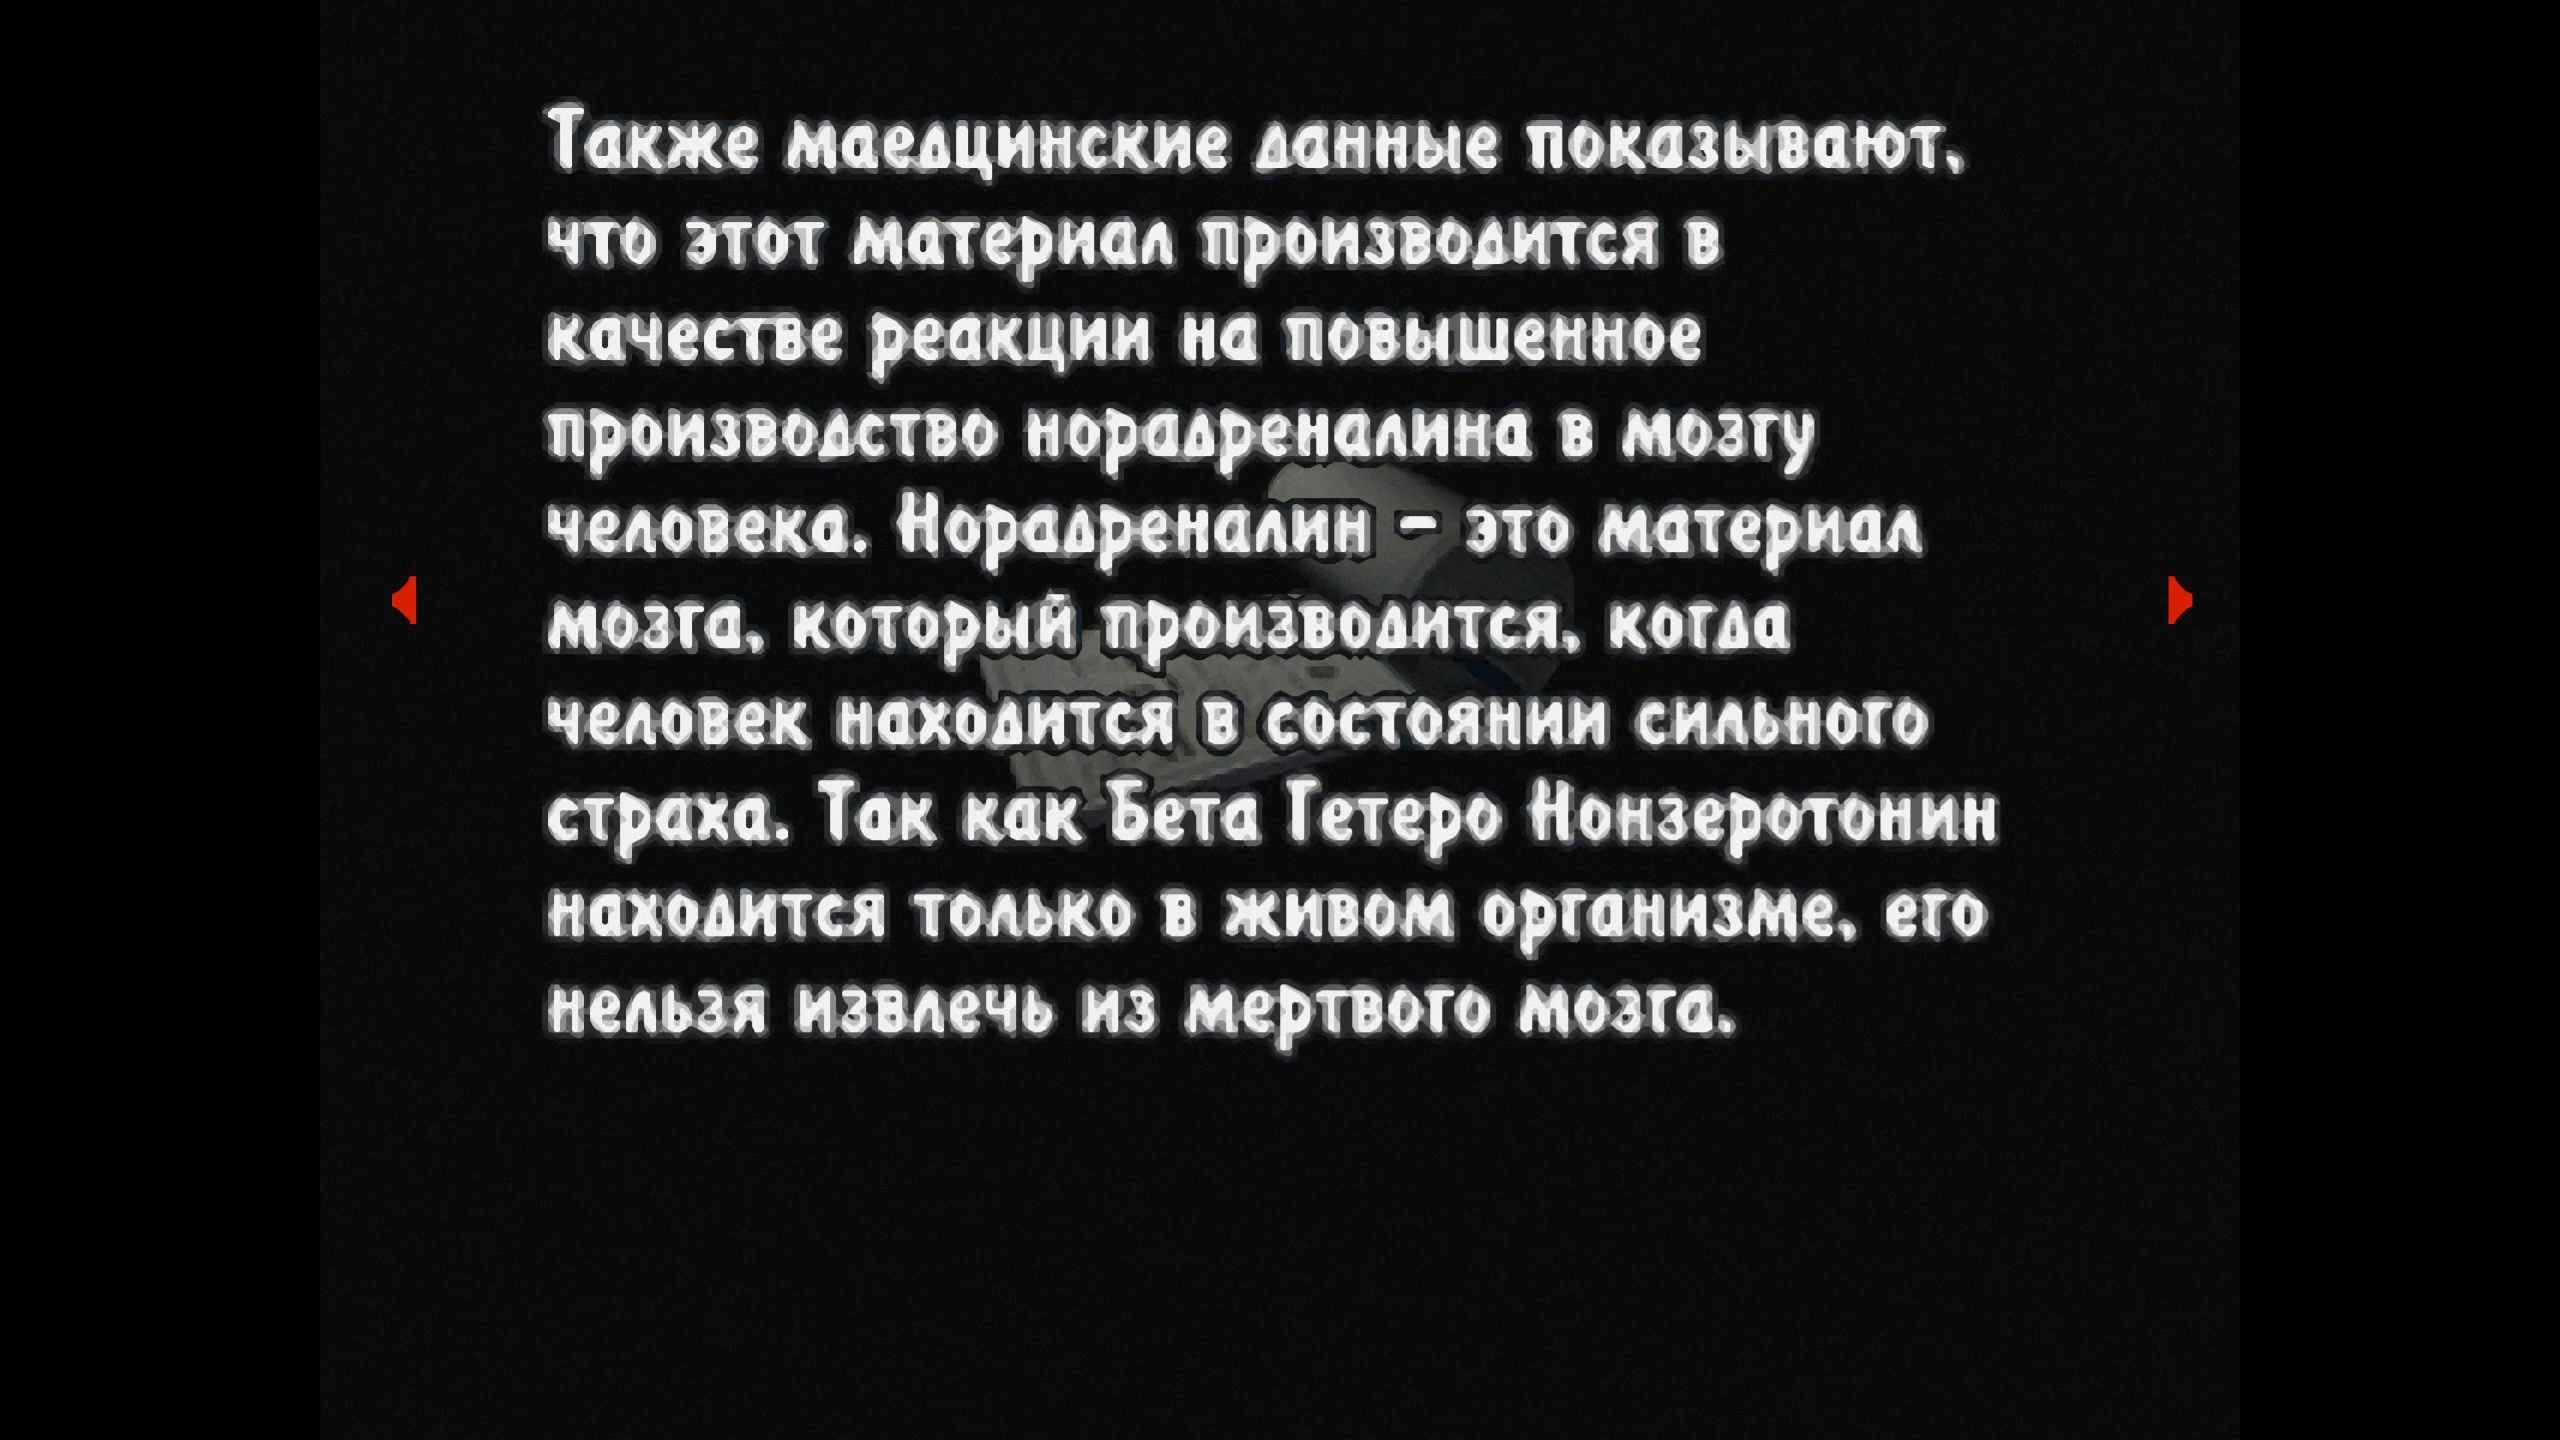 Также маедцинские данные показывают,
что этот материал производится в
качестве реакции на повышенное
производство норадреналина в мозгу
человека. Норадреналин - это материал
мозга, который производится, когда
человек находится в состоянии сильного
страха. Так как Бета Гетеро Нонзеротонин
находится только в живом организме, его
нельзя извлечь из мертвого мозга.